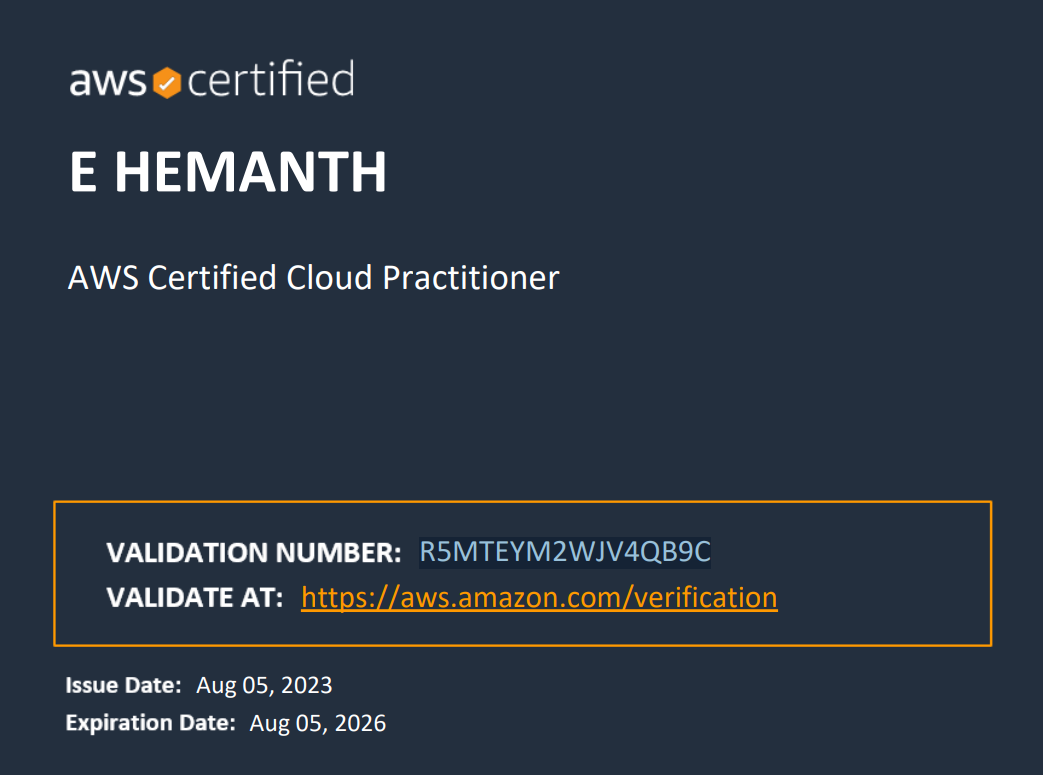 aws certified
E HEMANTH
AWS Certified Cloud Practitioner
VALIDATION NUMBER: R5MTEYM2WJV4QB9C
VALIDATE AT: https://aws.amazon.com/verification
Issue Date: Aug 05, 2023
Expiration Date: Aug 05, 2026